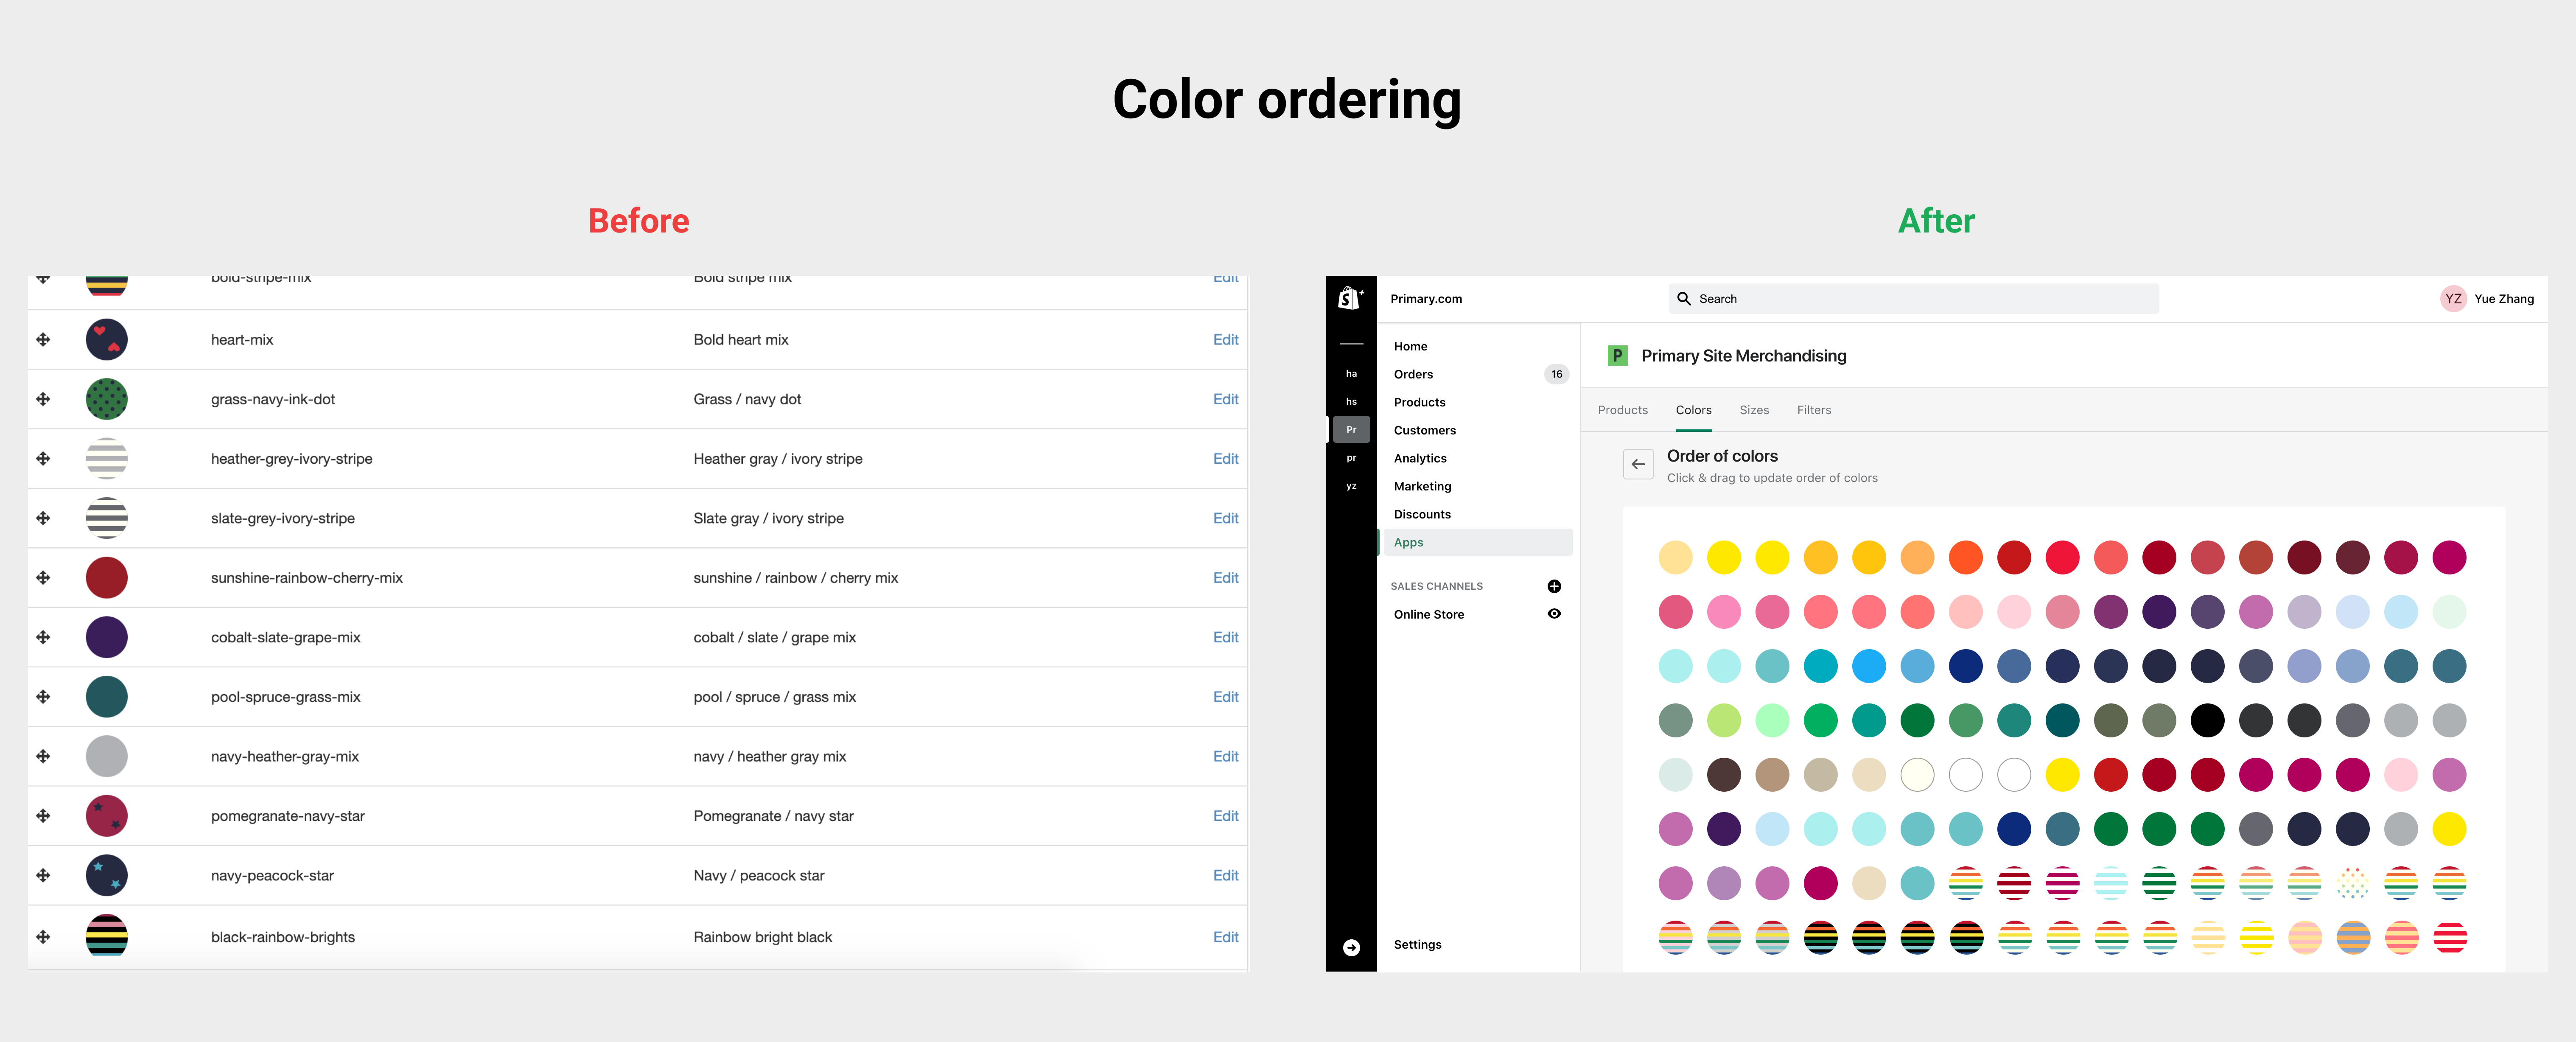 Color ordering
Before
After
bold-stripe-mix Bold stripe mix Edit
heart-mix Bold heart mix Edit
grass-navy-ink-dot Grass / navy dot Edit
heather-grey-ivory-stripe Heather gray / ivory stripe Edit
slate-grey-ivory-stripe Slate gray / ivory stripe Edit
sunshine-rainbow-cherry-mix sunshine / rainbow / cherry mix Edit
cobalt-slate-grape-mix cobalt / slate / grape mix Edit
pool-spruce-grass-mix pool / spruce / grass mix Edit
navy-heather-gray-mix navy / heather gray mix Edit
pomegranate-navy-star Pomegranate / navy star Edit
navy-peacock-star Navy / peacock star Edit
black-rainbow-brights Rainbow bright black Edit
Primary.com Search YZ Yue Zhang
ha
hs
Pr
pr
yz
Home
Orders 16
Products
Customers
Analytics
Marketing
Discounts
Apps
SALES CHANNELS
Online Store
Settings
P Primary Site Merchandising
Products Colors Sizes Filters
Order of colors
Click & drag to update order of colors